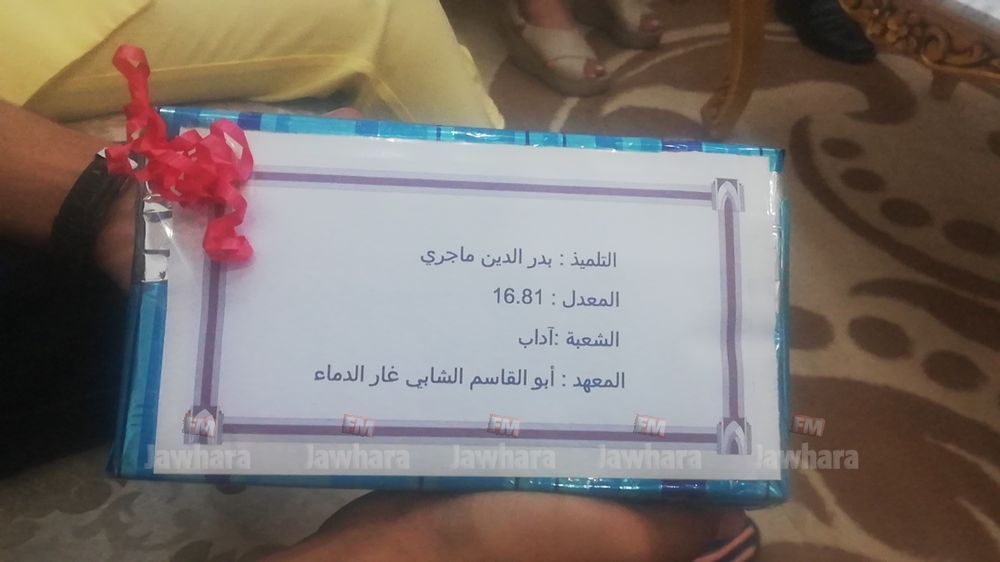 التلميذ : بدر الدين ماجري
المعدل : 16.81
الشعبة :آداب
المعهد : أبو القاسم الشابي غار الدماء
FM FM FM FM FM
Jawhara Jawhara Jawhara Jawhara Jawhara